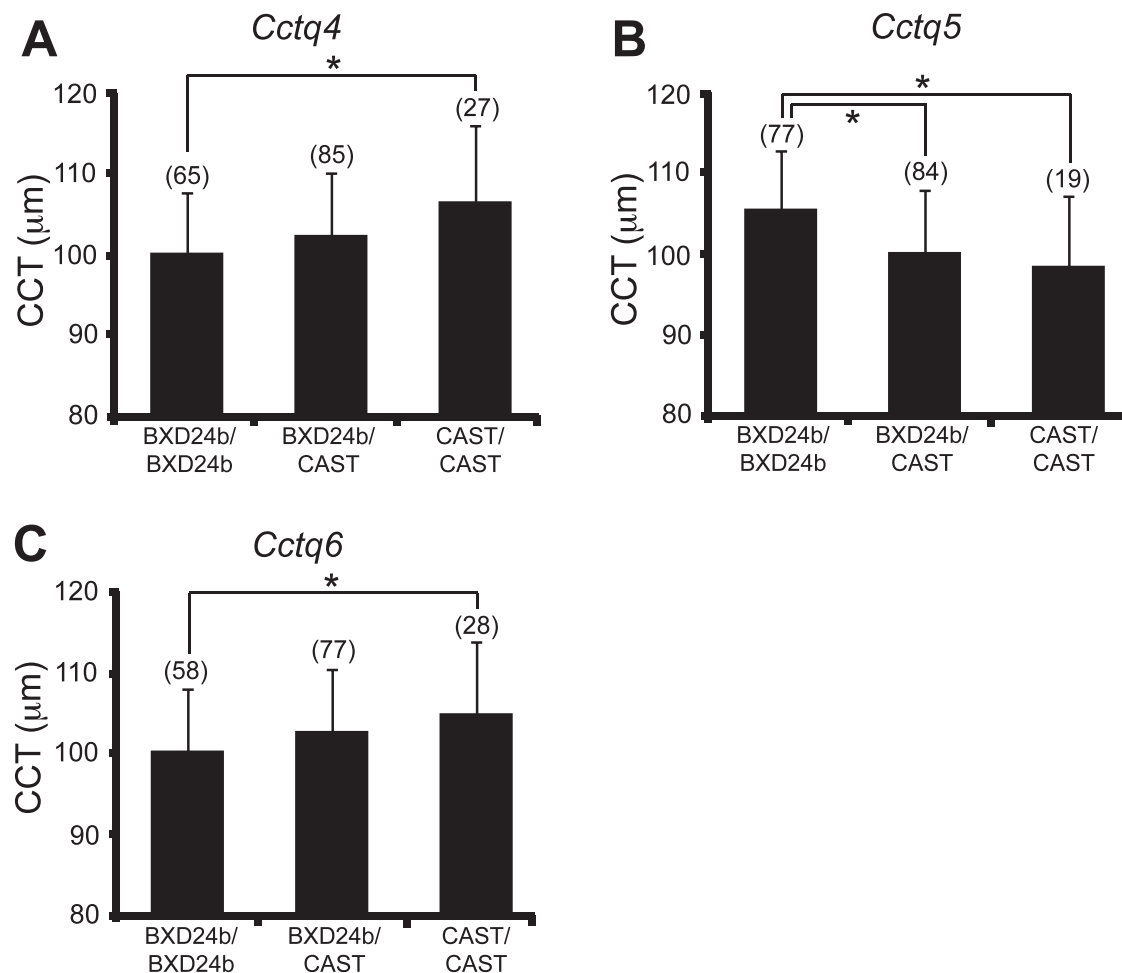 A
Cctq4
*
120
110
100
90
80
CCT (μm)
(65)
(85)
(27)
BXD24b/
BXD24b
BXD24b/
CAST
CAST/
CAST
B
Cctq5
*
*
120
110
100
90
80
CCT (μm)
(77)
(84)
(19)
BXD24b/
BXD24b
BXD24b/
CAST
CAST/
CAST
C
Cctq6
*
120
110
100
90
80
CCT (μm)
(58)
(77)
(28)
BXD24b/
BXD24b
BXD24b/
CAST
CAST/
CAST